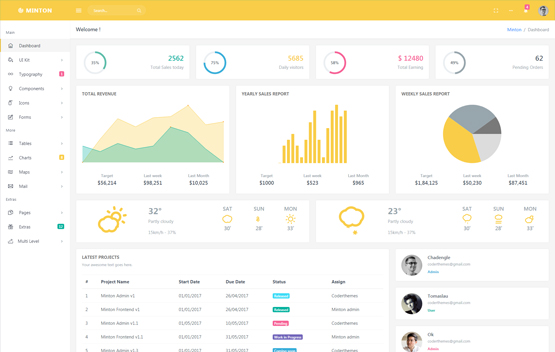 MINTON
Search...
Main
Dashboard
UI Kit
Typography
Components
Icons
Forms
More
Tables
Charts
Maps
Mail
Extras
Pages
Extras
Multi Level
Welcome !
Minton / Dashboard
35%
2562
Total Sales today
75%
5685
Daily visitors
58%
$ 12480
Total Earning
49%
62
Pending Orders
TOTAL REVENUE
Target Last week Last Month
$56,214 $98,251 $10,025
YEARLY SALES REPORT
Target Last week Last Month
$1000 $523 $965
WEEKLY SALES REPORT
Target Last week Last Month
$1,84,125 $50,230 $87,451
32°
Partly cloudy
15km/h - 37%
SAT SUN MON
30° 28° 33°
23°
Partly cloudy
15km/h - 37%
SAT SUN MON
30° 28° 33°
LATEST PROJECTS
Your awesome text goes here.
# Project Name Start Date Due Date Status Assign
1 Minton Admin v1 01/01/2017 26/04/2017 Released Coderthemes
2 Minton Frontend v1 01/01/2017 26/04/2017 Released Minton admin
3 Minton Admin v1.1 01/05/2017 10/05/2017 Pending Coderthemes
4 Minton Frontend v1.1 01/01/2017 31/05/2017 Work in Progress Minton admin
5 Minton Admin v1.3 01/01/2017 31/05/2017 Coderthemes
Chadengle
coderthemes@gmail.com
Admin
Tomaslau
coderthemes@gmail.com
User
Ok
coderthemes@gmail.com
Admin